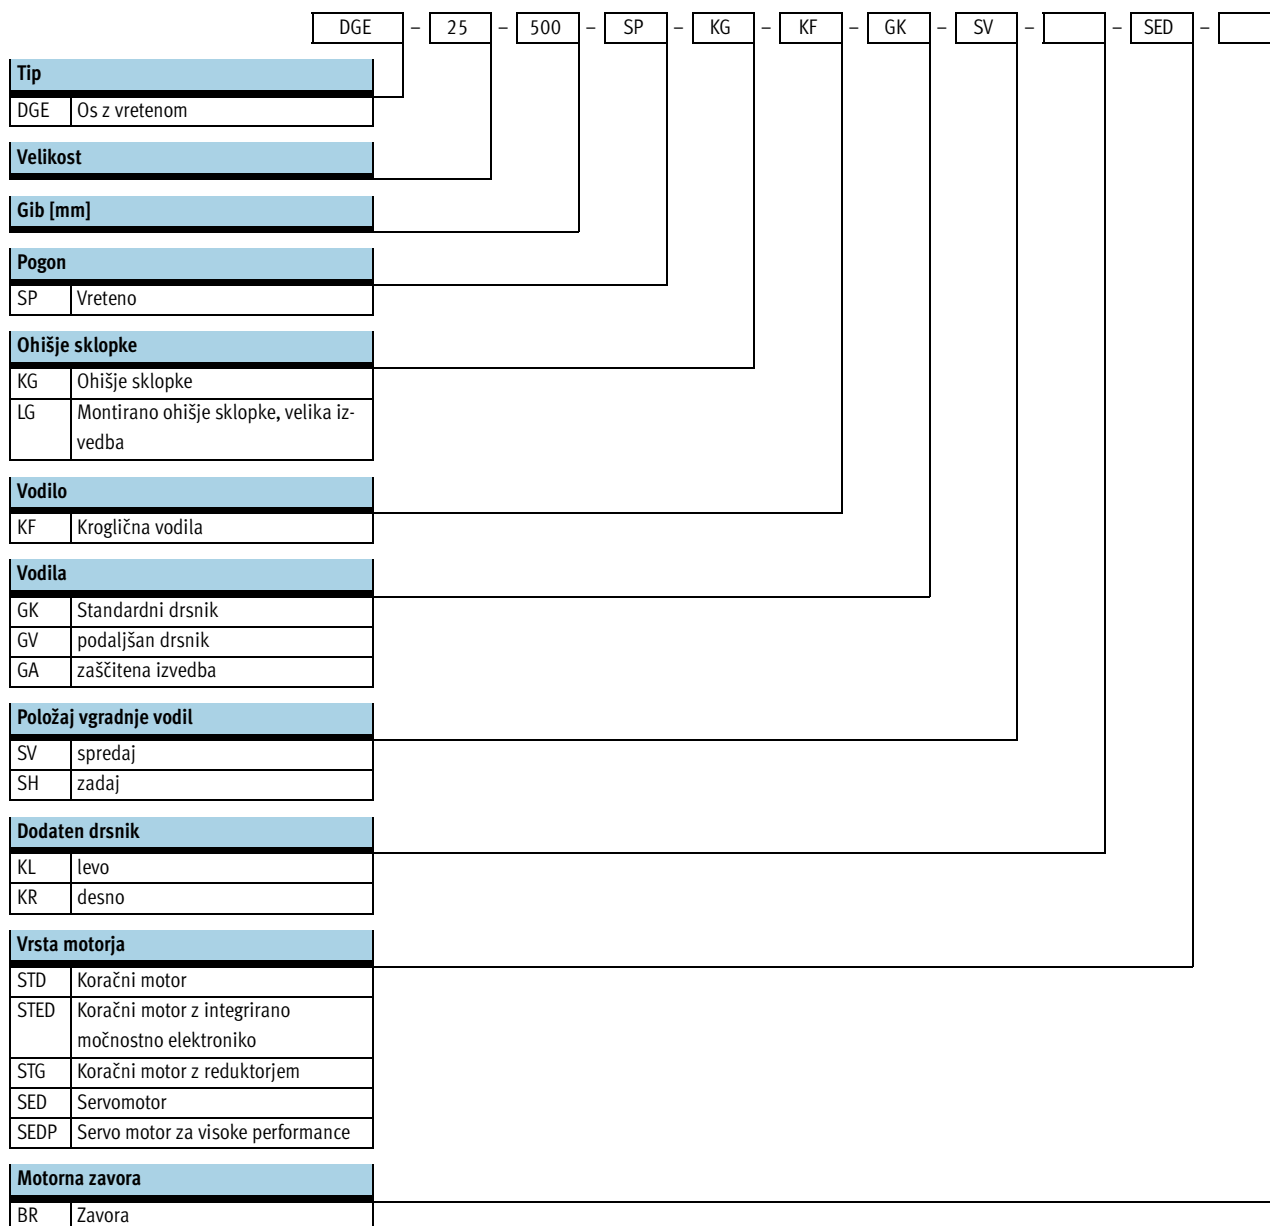 DGE – 25 – 500 – SP – KG – KF – GK – SV – – SED –
Tip
DGE Os z vretenom
Velikost
Gib [mm]
Pogon
SP Vreteno
Ohišje sklopke
KG Ohišje sklopke
LG Montirano ohišje sklopke, velika iz-
vedba
Vodilo
KF Kroglična vodila
Vodila
GK Standardni drsnik
GV podaljšan drsnik
GA zaščitena izvedba
Položaj vgradnje vodil
SV spredaj
SH zadaj
Dodaten drsnik
KL levo
KR desno
Vrsta motorja
STD Koračni motor
STED Koračni motor z integrirano
močnostno elektroniko
STG Koračni motor z reduktorjem
SED Servomotor
SEDP Servo motor za visoke performance
Motorna zavora
BR Zavora